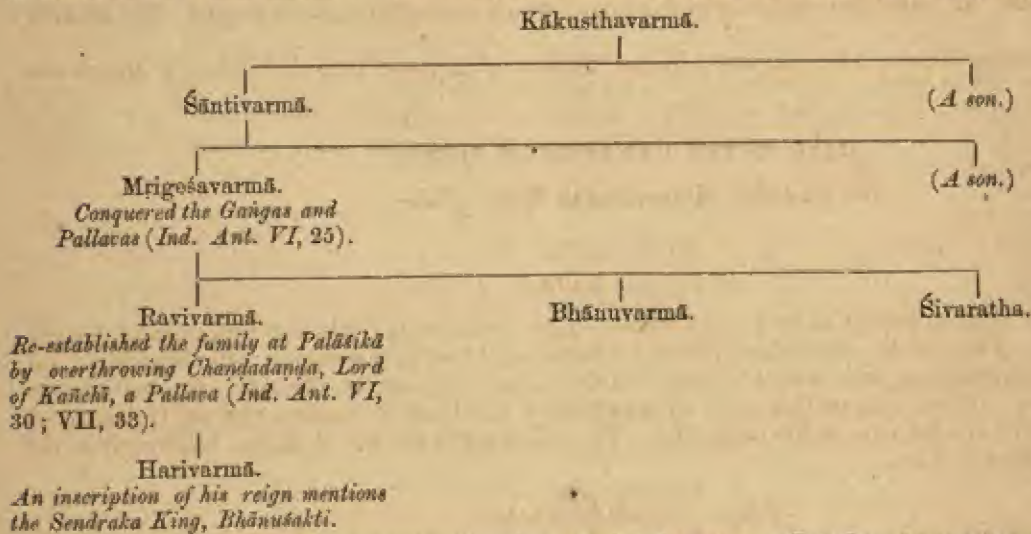 Kākusthavarmā.
Śāntivarmā. (A son.)
Mṛigeśavarmā. (A son.)
Conquered the Gaṅgas and
Pallavas (Ind. Ant. VI, 25).
Ravivarmā. Bhānuvarmā. Śivaratha.
Re-established the family at Palāśikā
by overthrowing Chaṇḍadaṇḍa, Lord
of Kañchī, a Pallava (Ind. Ant. VI,
30; VII, 33).
Harivarmā.
An inscription of his reign mentions
the Sendraka King, Bhānuśakti.